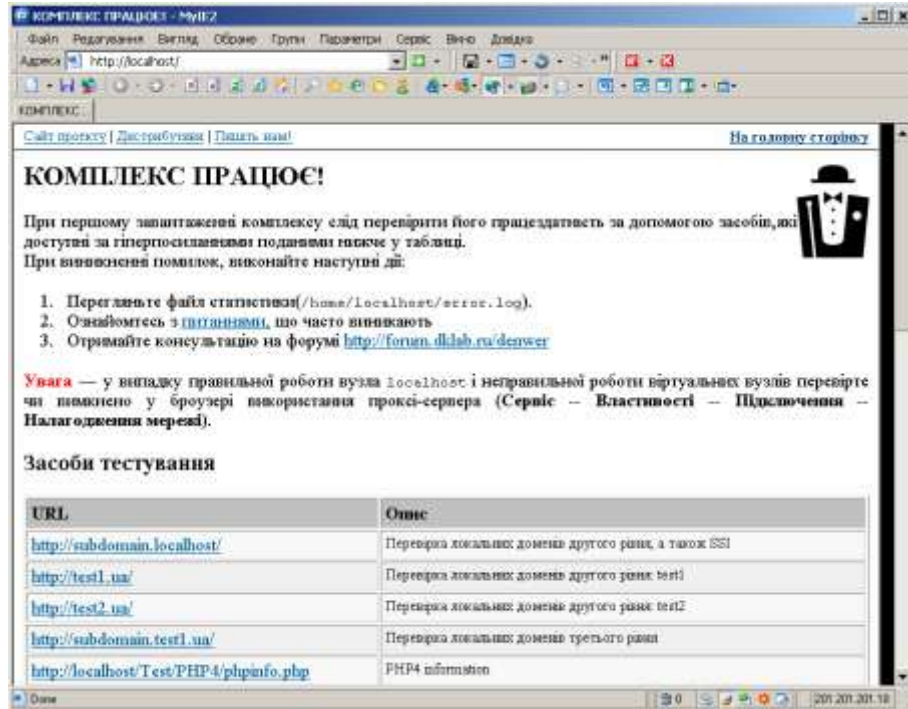 КОМПЛЕКС ПРАЦЮЄ! - MyIE2
Файл Редагування Вигляд Обране Групи Параметри Сервіс Вікно Довідка
Адреса http://localhost/
КОМПЛЕКС
Сайт проекту | Дистрибутиви | Пишіть нам!
На головну сторінку
КОМПЛЕКС ПРАЦЮЄ!
При першому завантаженні комплексу слід перевірити його працездатність за допомогою засобів,які
доступні за гіперпосиланнями поданими нижче у таблиці.
При виникненні помилок, виконайте наступні дії:
1. Перегляньте файл статистики(/home/localhost/error.log).
2. Ознайомтесь з питаннями, що часто виникають
3. Отримайте консультацію на форумі http://forum.dklab.ru/denwer
Увага — у випадку правильної роботи вузла localhost і неправильної роботи віртуальних вузлів перевірте
чи вимкнено у броузері використання проксі-сервера (Сервіс -- Властивості -- Підключення --
Налагодження мережі).
Засоби тестування
URL Опис
http://subdomain.localhost/ Перевірка локальних доменів другого рівня, а також SSI
http://test1.ua/ Перевірка локальних доменів другого рівня: test1
http://test2.ua/ Перевірка локальних доменів другого рівня: test2
http://subdomain.test1.ua/ Перевірка локальних доменів третього рівня
http://localhost/Test/PHP4/phpinfo.php PHP4 information
Done
0
201.201.201.18